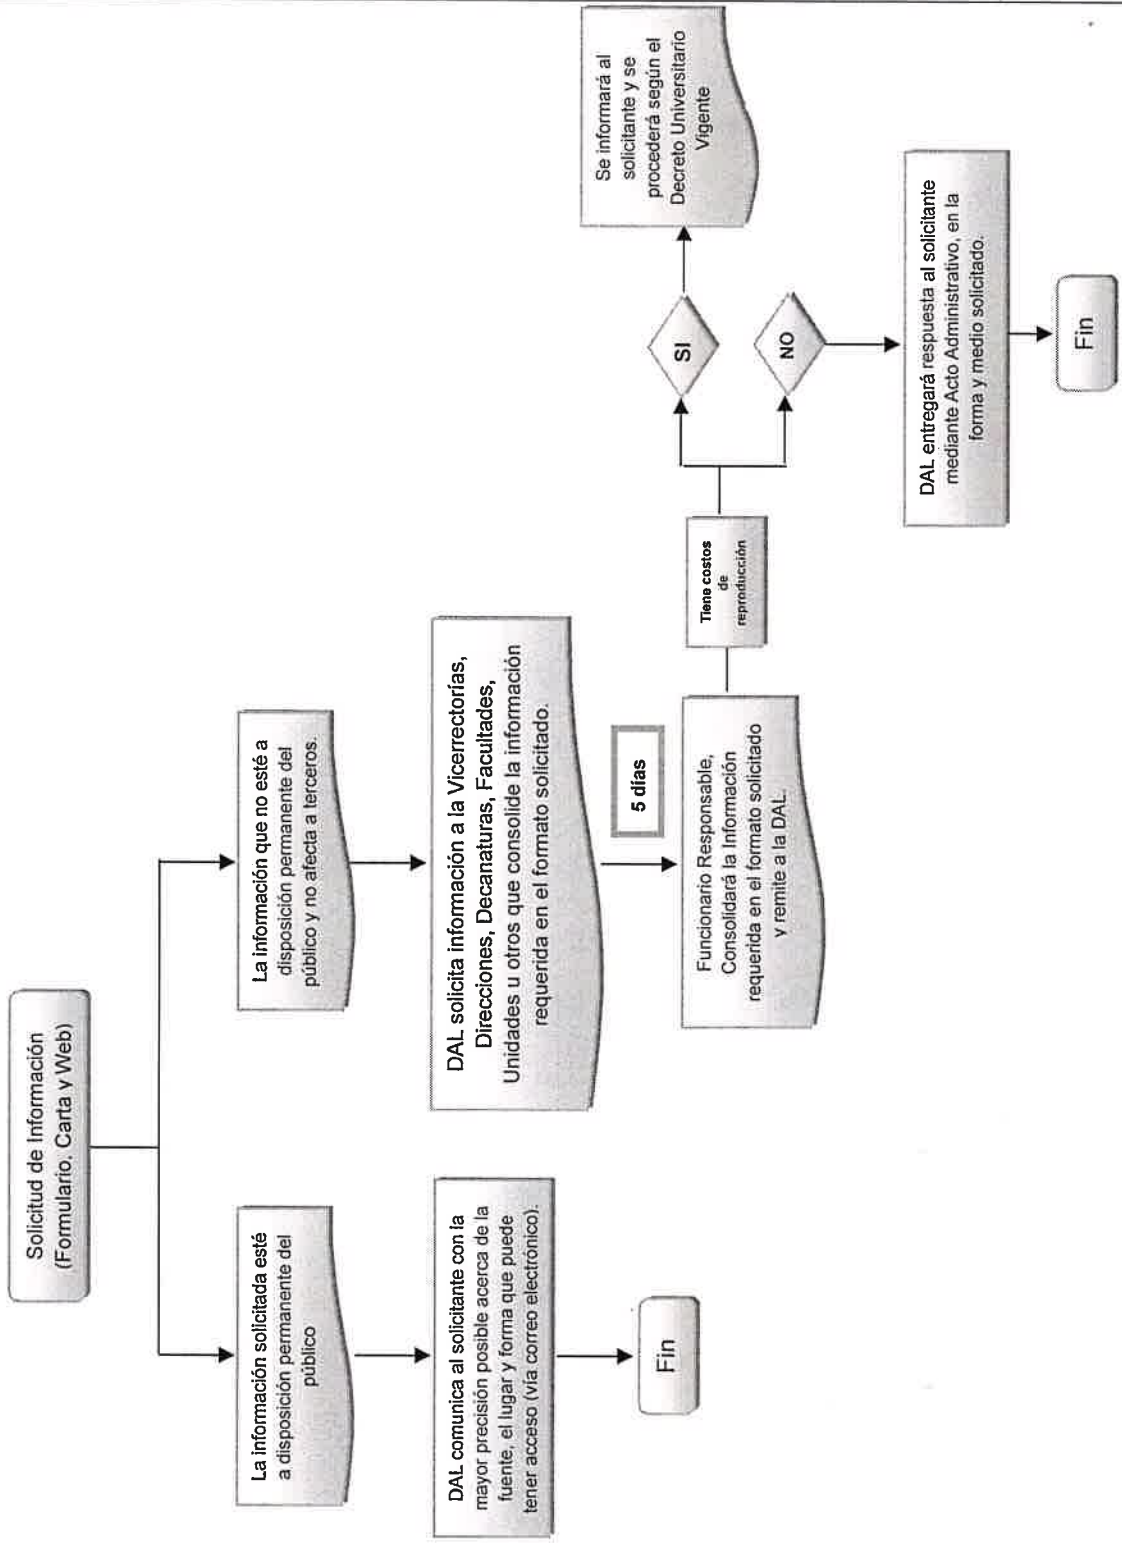 Solicitud de Información
(Formulario, Carta y Web)
La información solicitada esté
a disposición permanente del
público
DAL comunica al solicitante con la
mayor precisión posible acerca de la
fuente, el lugar y forma que puede
tener acceso (vía correo electrónico).
Fin
La información que no esté a
disposición permanente del
público y no afecta a terceros.
DAL solicita información a la Vicerrectorías,
Direcciones, Decanaturas, Facultades,
Unidades u otros que consolide la información
requerida en el formato solicitado.
5 días
Funcionario Responsable,
Consolidará la Información
requerida en el formato solicitado
y remite a la DAL.
Tiene costos
de
reproducción
SI
Se informará al
solicitante y se
procederá según el
Decreto Universitario
Vigente
NO
DAL entregará respuesta al solicitante
mediante Acto Administrativo, en la
forma y medio solicitado.
Fin